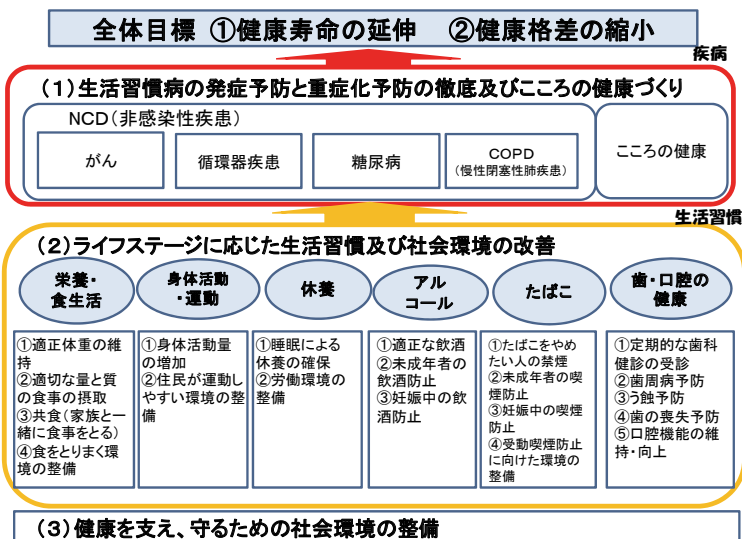 全体目標 ①健康寿命の延伸 ②健康格差の縮小
疾病
(1)生活習慣病の発症予防と重症化予防の徹底及びこころの健康づくり
NCD(非感染性疾患)
がん
循環器疾患
糖尿病
COPD
(慢性閉塞性肺疾患)
こころの健康
生活習慣
(2)ライフステージに応じた生活習慣及び社会環境の改善
栄養・
食生活
身体活動
・運動
休養
アル
コール
たばこ
歯・口腔の
健康
①適正体重の維
持
②適切な量と質
の食事の摂取
③共食(家族と一
緒に食事をとる)
④食をとりまく環
境の整備
①身体活動量
の増加
②住民が運動し
やすい環境の整
備
①睡眠による
休養の確保
②労働環境の
整備
①適正な飲酒
②未成年者の
飲酒防止
③妊娠中の飲
酒防止
①たばこをやめ
たい人の禁煙
②未成年者の喫
煙防止
③妊娠中の喫煙
防止
④受動喫煙防止
に向けた環境の
整備
①定期的な歯科
健診の受診
②歯周病予防
③う蝕予防
④歯の喪失予防
⑤口腔機能の維
持・向上
(3)健康を支え、守るための社会環境の整備